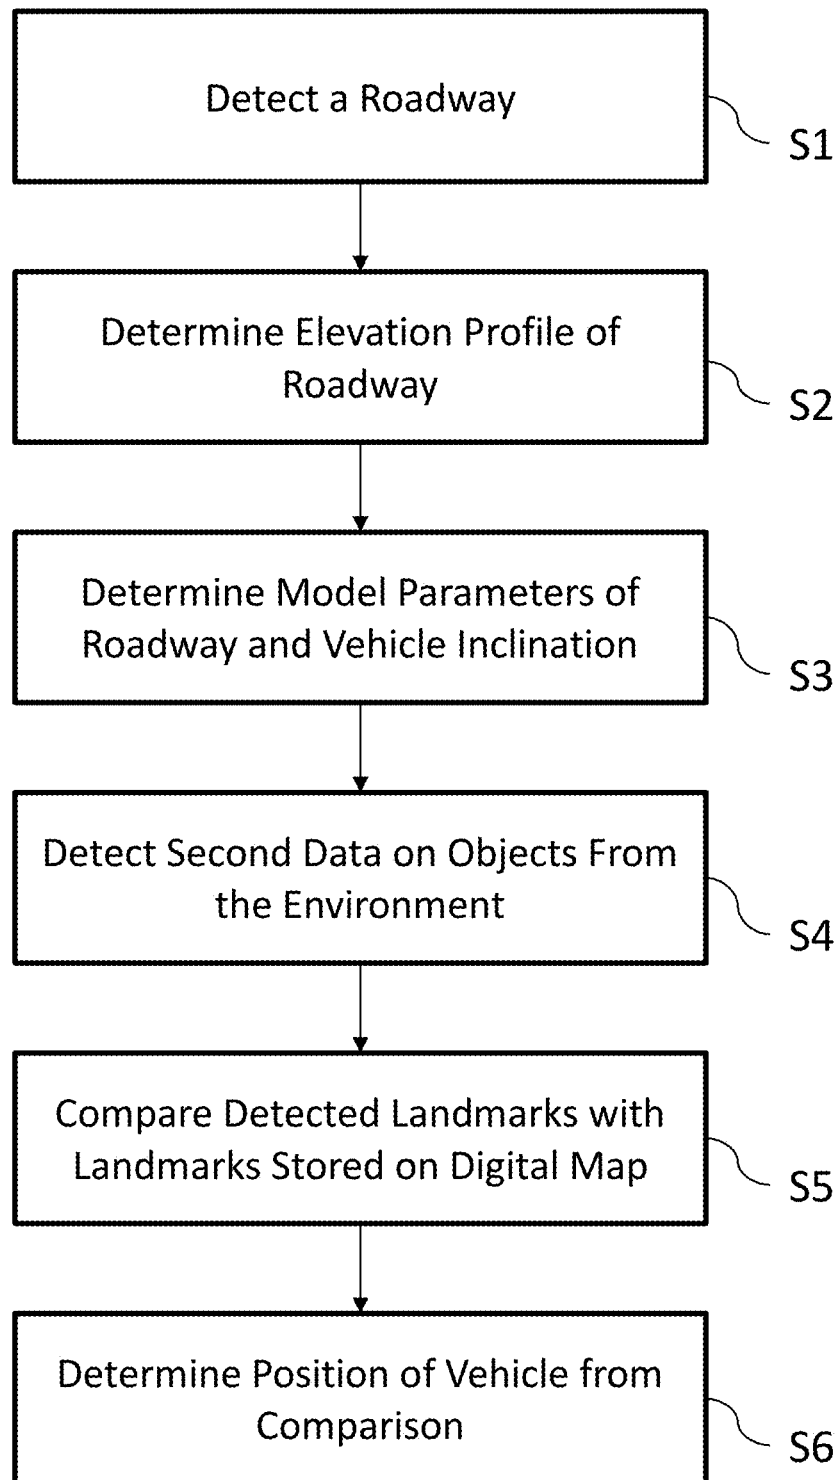 Detect a Roadway
S1
Determine Elevation Profile of
Roadway
S2
Determine Model Parameters of
Roadway and Vehicle Inclination
S3
Detect Second Data on Objects From
the Environment
S4
Compare Detected Landmarks with
Landmarks Stored on Digital Map
S5
Determine Position of Vehicle from
Comparison
S6